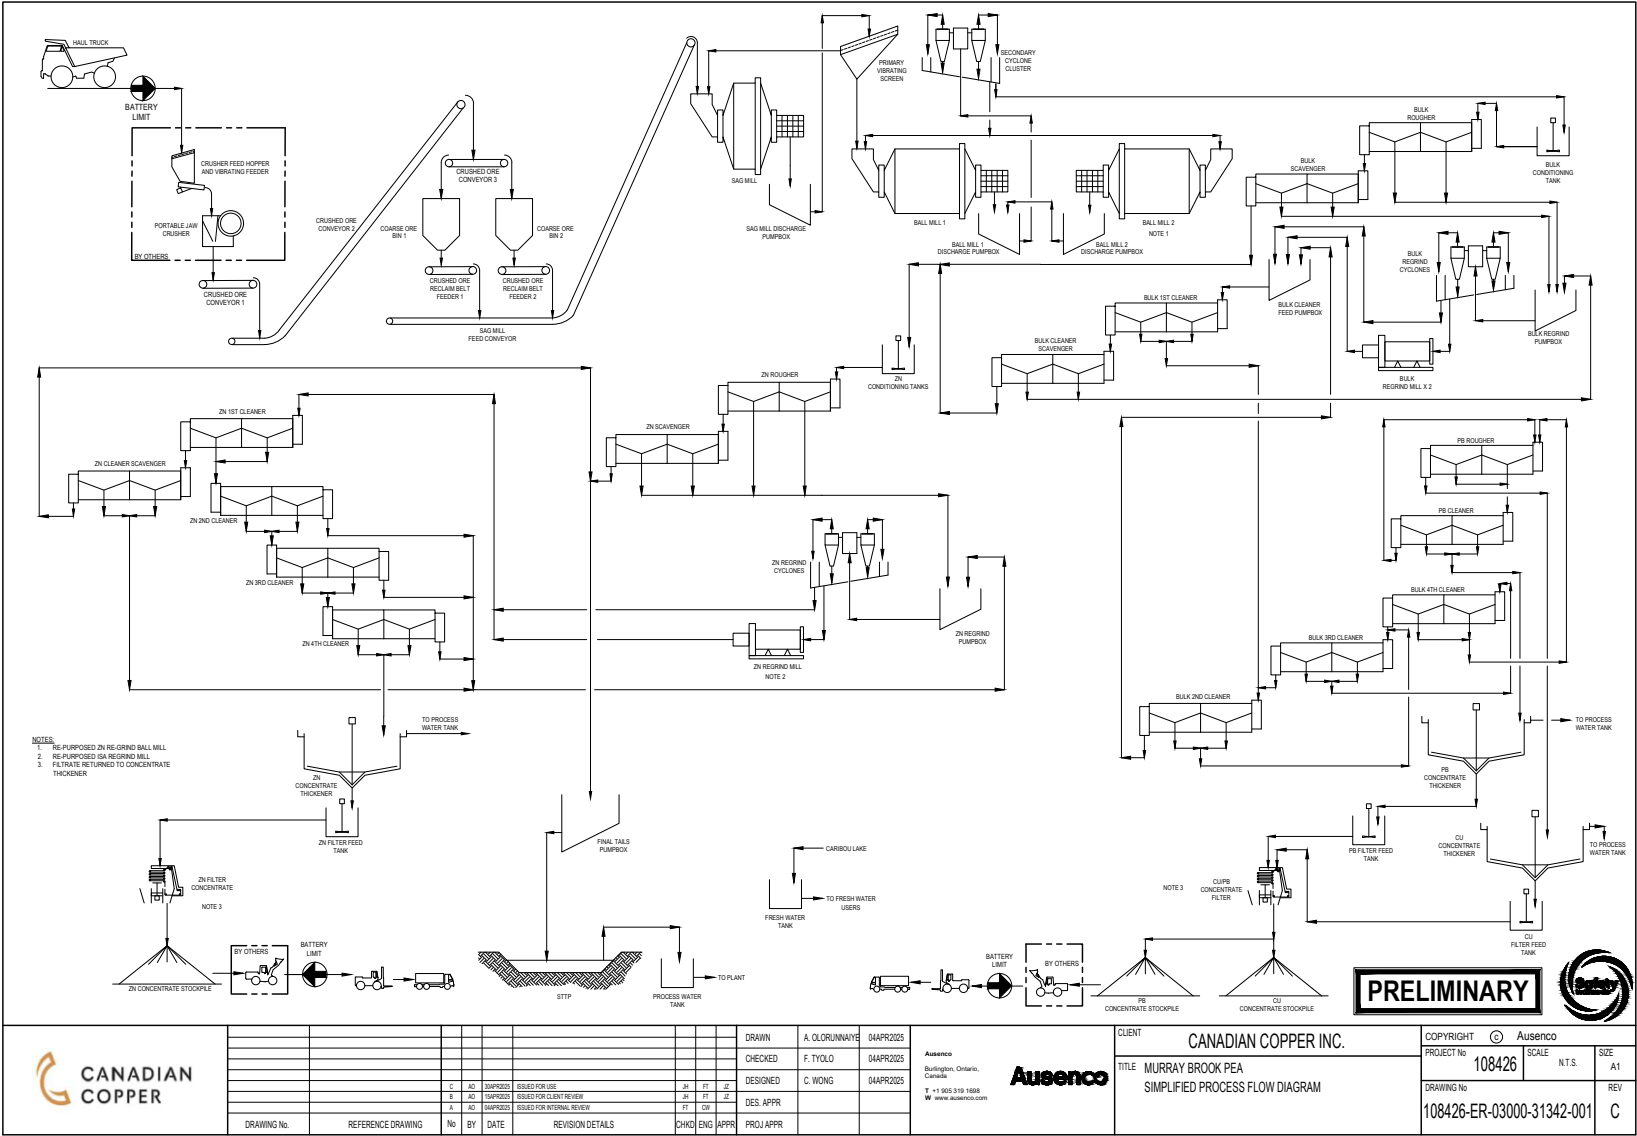 HAUL TRUCK
BATTERY
LIMIT
CRUSHER FEED HOPPER
AND VIBRATING FEEDER
PORTABLE JAW
CRUSHER
BY OTHERS
CRUSHED ORE
CONVEYOR 1
CRUSHED ORE
CONVEYOR 2
CRUSHED ORE
CONVEYOR 3
COARSE ORE
BIN 1
COARSE ORE
BIN 2
CRUSHED ORE
RECLAIM BELT
FEEDER 1
CRUSHED ORE
RECLAIM BELT
FEEDER 2
SAG MILL
FEED CONVEYOR
SAG MILL
SAG MILL DISCHARGE
PUMPBOX
PRIMARY
VIBRATING
SCREEN
SECONDARY
CYCLONE
CLUSTER
BALL MILL 1
BALL MILL 1
DISCHARGE PUMPBOX
BALL MILL 2
NOTE 1
BALL MILL 2
DISCHARGE PUMPBOX
BULK
ROUGHER
BULK
SCAVENGER
BULK
CONDITIONING
TANK
BULK
REGRIND
CYCLONES
BULK REGRIND
PUMPBOX
BULK
REGRIND MILL X 2
BULK CLEANER
FEED PUMPBOX
BULK 1ST CLEANER
BULK CLEANER
SCAVENGER
ZN
CONDITIONING TANKS
ZN ROUGHER
ZN SCAVENGER
ZN 1ST CLEANER
ZN CLEANER SCAVENGER
ZN 2ND CLEANER
ZN 3RD CLEANER
ZN 4TH CLEANER
ZN REGRIND
CYCLONES
ZN REGRIND
PUMPBOX
ZN REGRIND MILL
NOTE 2
PB ROUGHER
PB CLEANER
BULK 4TH CLEANER
BULK 3RD CLEANER
BULK 2ND CLEANER
NOTES:
1. RE-PURPOSED ZN RE-GRIND BALL MILL
2. RE-PURPOSED ISA REGRIND MILL
3. FILTRATE RETURNED TO CONCENTRATE
THICKENER
TO PROCESS
WATER TANK
ZN
CONCENTRATE
THICKENER
ZN FILTER FEED
TANK
ZN FILTER
CONCENTRATE
NOTE 3
ZN CONCENTRATE STOCKPILE
BY OTHERS
BATTERY
LIMIT
FINAL TAILS
PUMPBOX
STTP
PROCESS WATER
TANK
TO PLANT
CARIBOU LAKE
FRESH WATER
TANK
TO FRESH WATER
USERS
TO PROCESS
WATER TANK
PB
CONCENTRATE
THICKENER
PB FILTER FEED
TANK
CU
CONCENTRATE
THICKENER
TO PROCESS
WATER TANK
CU
FILTER FEED
TANK
NOTE 3
CU/PB
CONCENTRATE
FILTER
BATTERY
LIMIT
BY OTHERS
PB
CONCENTRATE STOCKPILE
CU
CONCENTRATE STOCKPILE
PRELIMINARY
Safety
CANADIAN
COPPER
DRAWING No. REFERENCE DRAWING
C AO 30APR2025 ISSUED FOR USE JH FT JZ
B AO 15APR2025 ISSUED FOR CLIENT REVIEW JH FT JZ
A AO 04APR2025 ISSUED FOR INTERNAL REVIEW FT CW
No BY DATE REVISION DETAILS CHKD ENG APPR
DRAWN A. OLORUNNAIYE 04APR2025
CHECKED F. TYOLO 04APR2025
DESIGNED C. WONG 04APR2025
DES. APPR
PROJ APPR
Ausenco
Burlington, Ontario,
Canada
T +1 905 319 1698
W www.ausenco.com
Ausenco
CLIENT CANADIAN COPPER INC.
TITLE MURRAY BROOK PEA
SIMPLIFIED PROCESS FLOW DIAGRAM
COPYRIGHT © Ausenco
PROJECT No 108426
SCALE N.T.S.
SIZE A1
DRAWING No 108426-ER-03000-31342-001
REV C